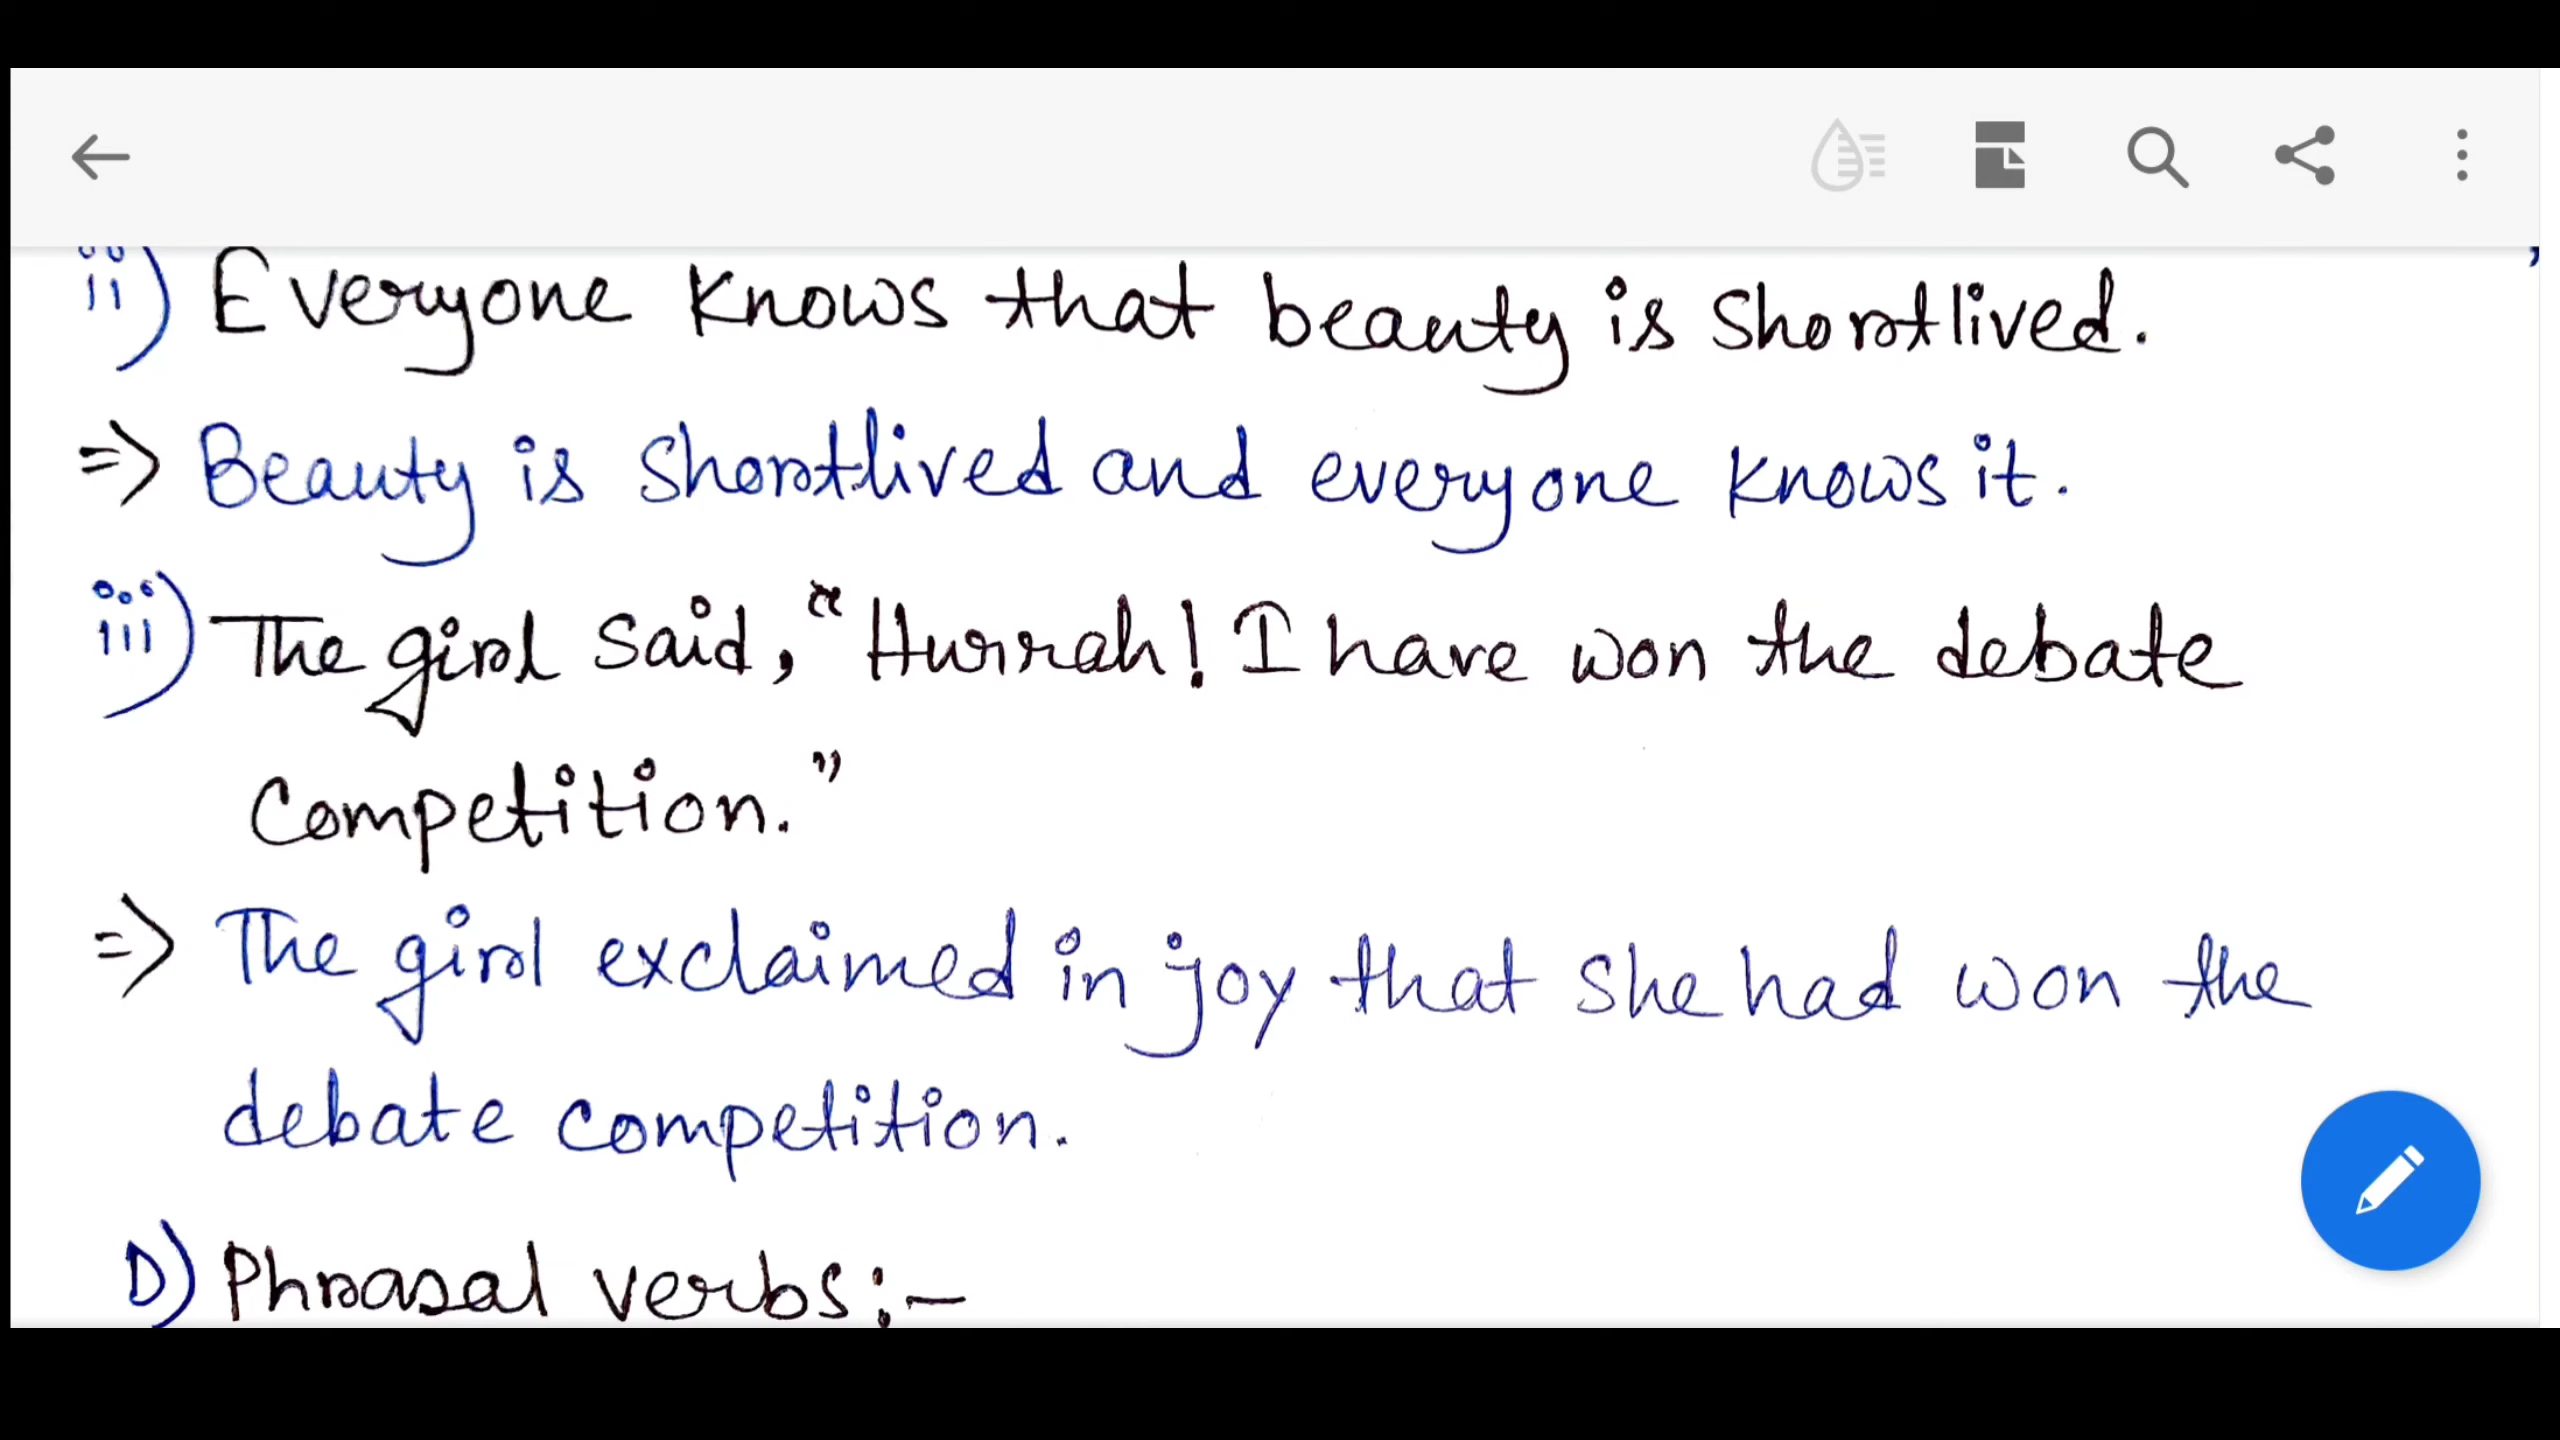 ii) Everyone knows that beauty is shortlived.
=> Beauty is shortlived and everyone knows it.
iii) The girl said, "Hurrah! I have won the debate
competition."
=> The girl exclaimed in joy that she had won the
debate competition.
D) Phrasal verbs:-